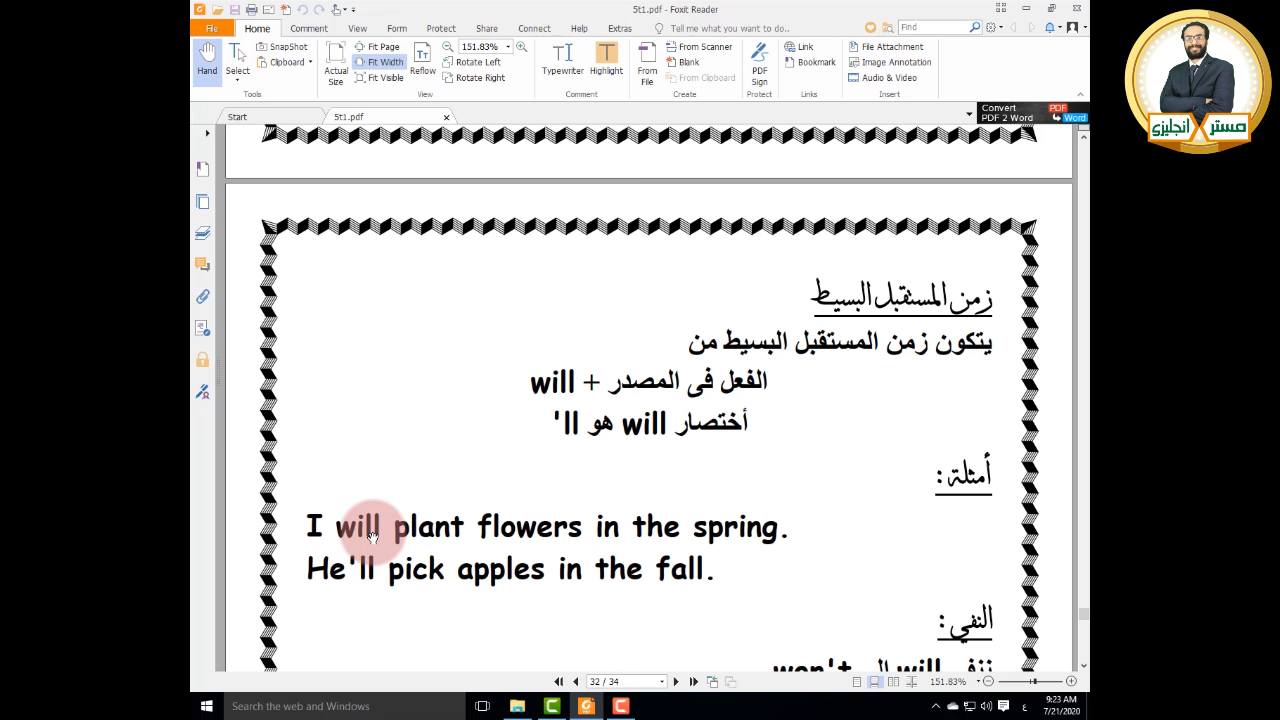 5t1.pdf - Foxit Reader
File Home Comment View Form Protect Share Connect Help Extras Tell me what you want to do.. Find
Hand
Select
SnapShot
Clipboard
Tools
Actual Size
Fit Page
Fit Width
Fit Visible
Reflow
151.83%
Rotate Left
Rotate Right
View
Typewriter
Highlight
Comment
From File
From Scanner
Blank
From Clipboard
Create
PDF Sign
Protect
Link
Bookmark
Links
File Attachment
Image Annotation
Audio & Video
Insert
مستر X انجليزي
Start
5t1.pdf
Convert PDF
PDF 2 Word Word
زمن المستقبل البسيط
يتكون زمن المستقبل البسيط من
الفعل فى المصدر + will
أختصار will هو 'll
أمثلة :
I will plant flowers in the spring.
He'll pick apples in the fall.
النفي :
ننفى will الى won't
32 / 34
151.83%
Search the web and Windows
ع
9:23 AM
7/21/2020